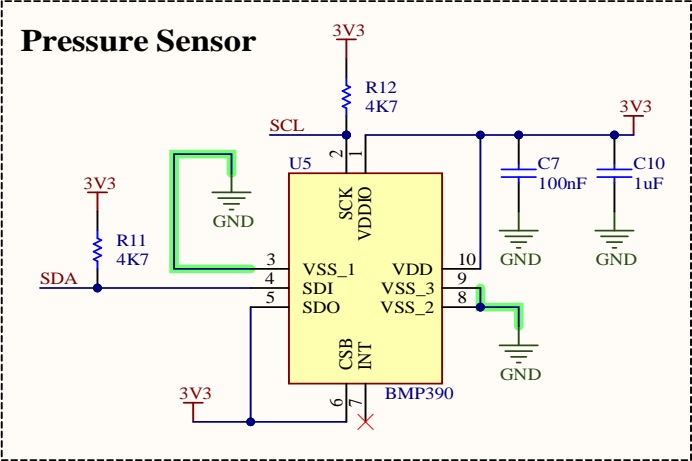 Pressure Sensor
3V3
R12
4K7
3V3
SCL
2
1
U5
C7
100nF
C10
1uF
SCK
VDDIO
3V3
GND
GND
GND
R11
4K7
3
VSS_1
VDD
10
SDA
4
SDI
VSS_3
9
5
SDO
VSS_2
8
CSB
INT
GND
3V3
6
7
BMP390